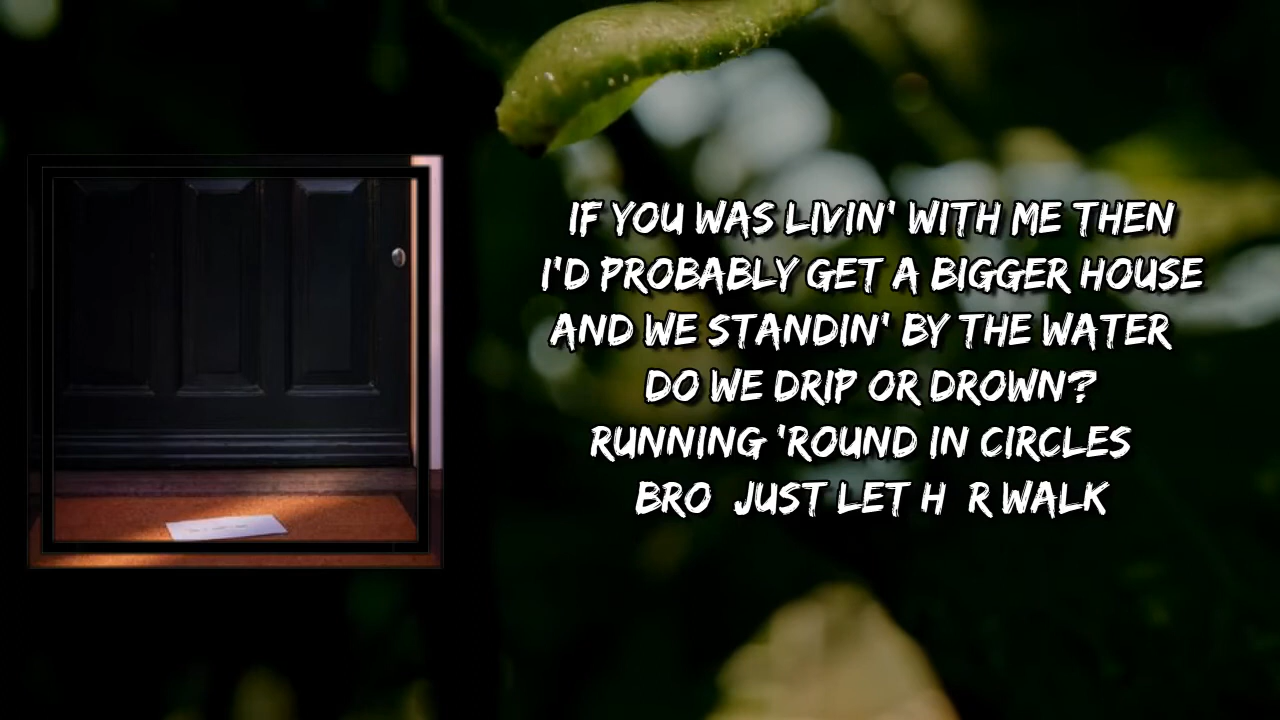 IF YOU WAS LIVIN' WITH ME THEN
I'D PROBABLY GET A BIGGER HOUSE
AND WE STANDIN' BY THE WATER
DO WE DRIP OR DROWN?
RUNNING 'ROUND IN CIRCLES
BRO JUST LET H R WALK